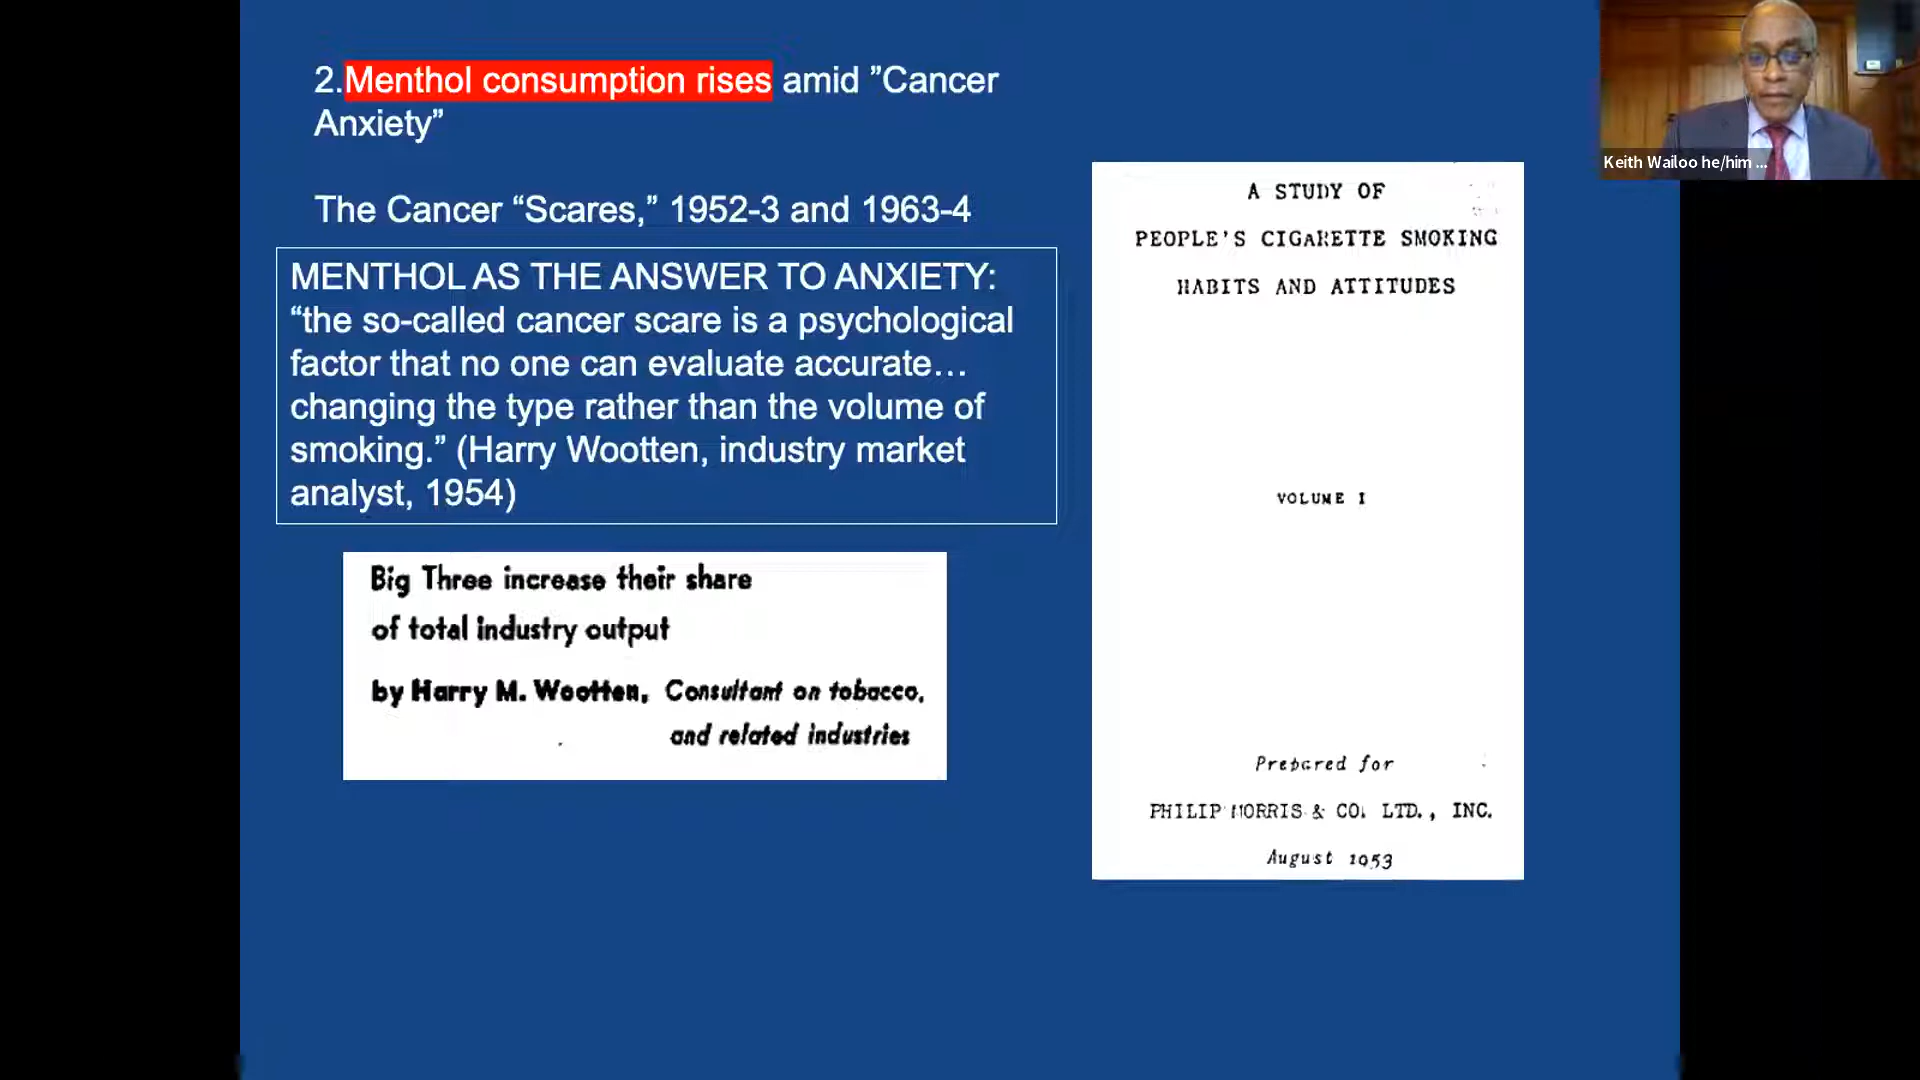 2.Menthol consumption rises amid ”Cancer
Anxiety”
The Cancer “Scares,” 1952-3 and 1963-4
MENTHOL AS THE ANSWER TO ANXIETY:
“the so-called cancer scare is a psychological
factor that no one can evaluate accurate…
changing the type rather than the volume of
smoking.” (Harry Wootten, industry market
analyst, 1954)
Big Three increase their share
of total industry output
by Harry M. Wootten, Consultant on tobacco,
and related industries
A STUDY OF
PEOPLE'S CIGARETTE SMOKING
HABITS AND ATTITUDES
VOLUME I
Prepared for
PHILIP MORRIS & CO. LTD., INC.
August 1953
Keith Wailoo he/him ...